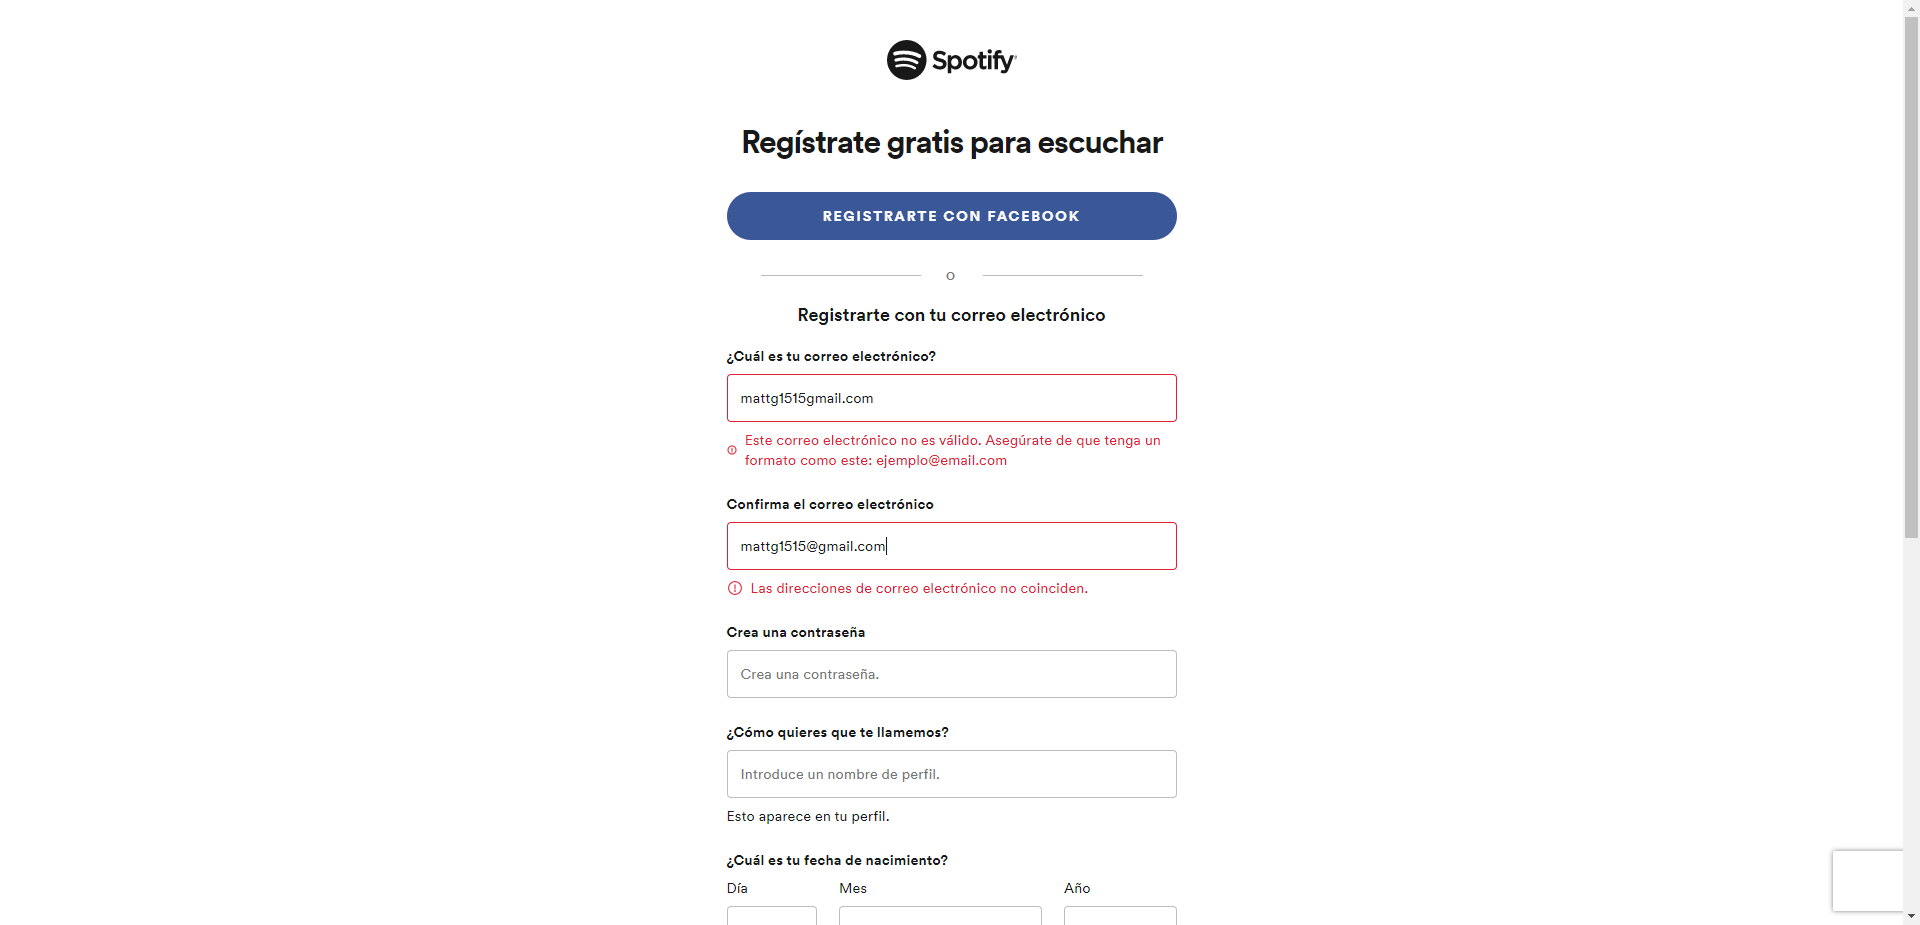 Spotify
Regístrate gratis para escuchar
REGISTRARTE CON FACEBOOK
o
Registrarte con tu correo electrónico
¿Cuál es tu correo electrónico?
mattg1515gmail.com
Este correo electrónico no es válido. Asegúrate de que tenga un
formato como este: ejemplo@email.com
Confirma el correo electrónico
mattg1515@gmail.com
Las direcciones de correo electrónico no coinciden.
Crea una contraseña
Crea una contraseña.
¿Cómo quieres que te llamemos?
Introduce un nombre de perfil.
Esto aparece en tu perfil.
¿Cuál es tu fecha de nacimiento?
Día Mes Año